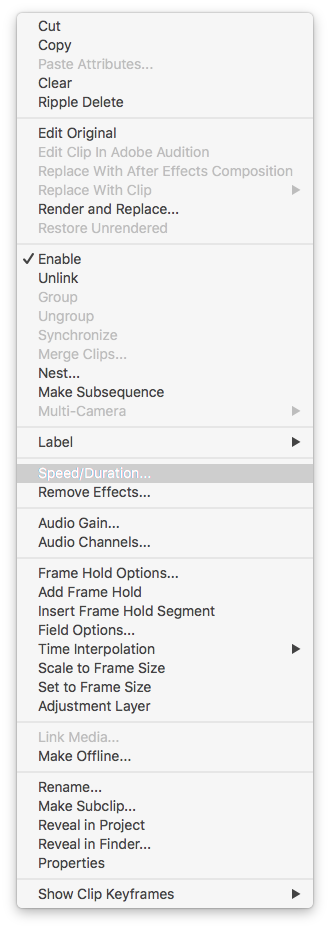 Cut
Copy
Paste Attributes...
Clear
Ripple Delete
Edit Original
Edit Clip In Adobe Audition
Replace With After Effects Composition
Replace With Clip
Render and Replace...
Restore Unrendered
Enable
Unlink
Group
Ungroup
Synchronize
Merge Clips...
Nest...
Make Subsequence
Multi-Camera
Label
Speed/Duration...
Remove Effects...
Audio Gain...
Audio Channels...
Frame Hold Options...
Add Frame Hold
Insert Frame Hold Segment
Field Options...
Time Interpolation
Scale to Frame Size
Set to Frame Size
Adjustment Layer
Link Media...
Make Offline...
Rename...
Make Subclip...
Reveal in Project
Reveal in Finder...
Properties
Show Clip Keyframes